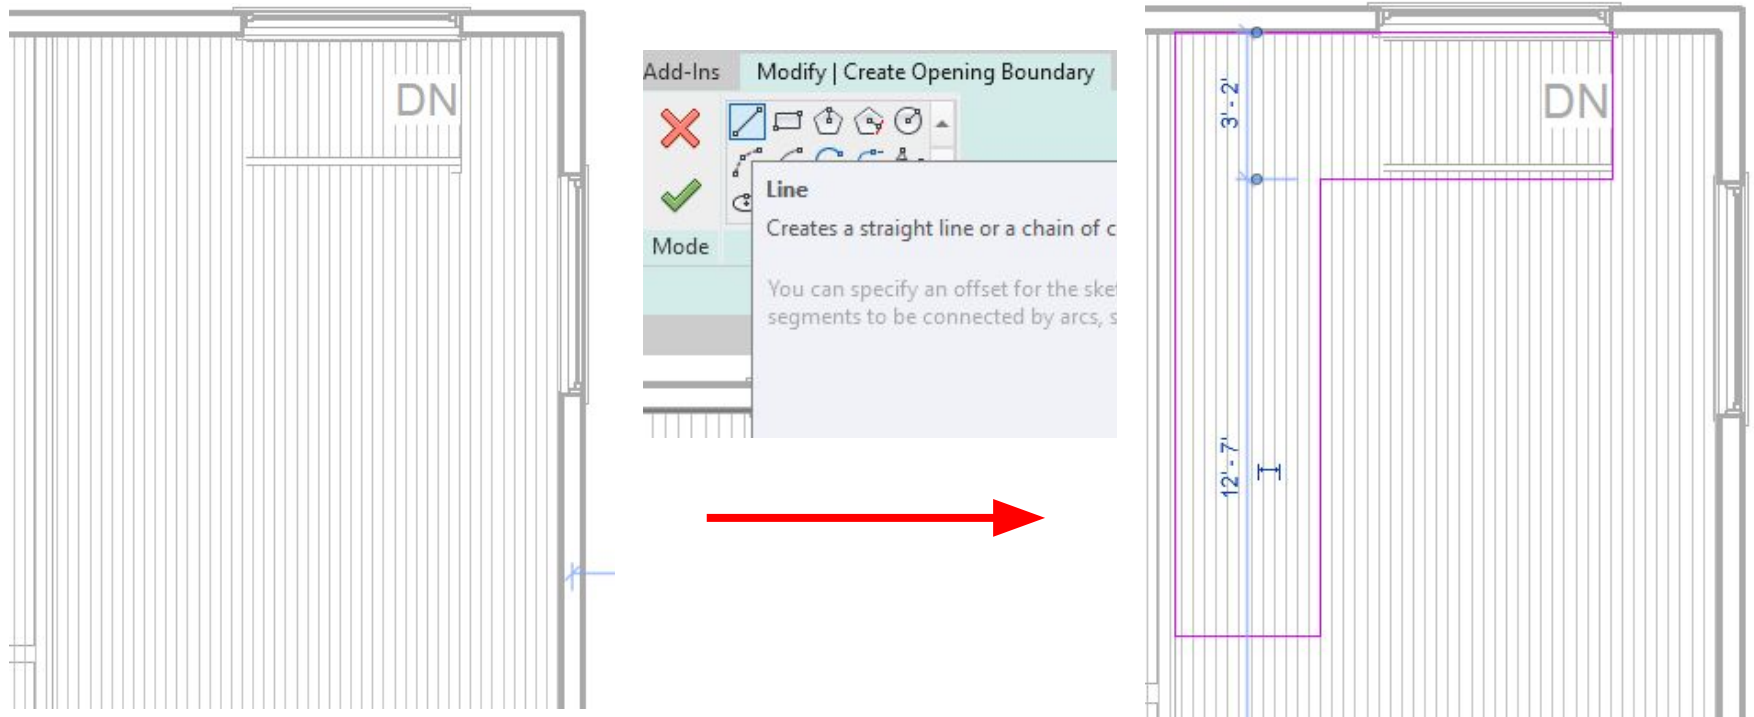 DN
Add-Ins Modify | Create Opening Boundary
Line
Creates a straight line or a chain of c
Mode
You can specify an offset for the ske
segments to be connected by arcs, s
3' - 2"
DN
12' - 7"